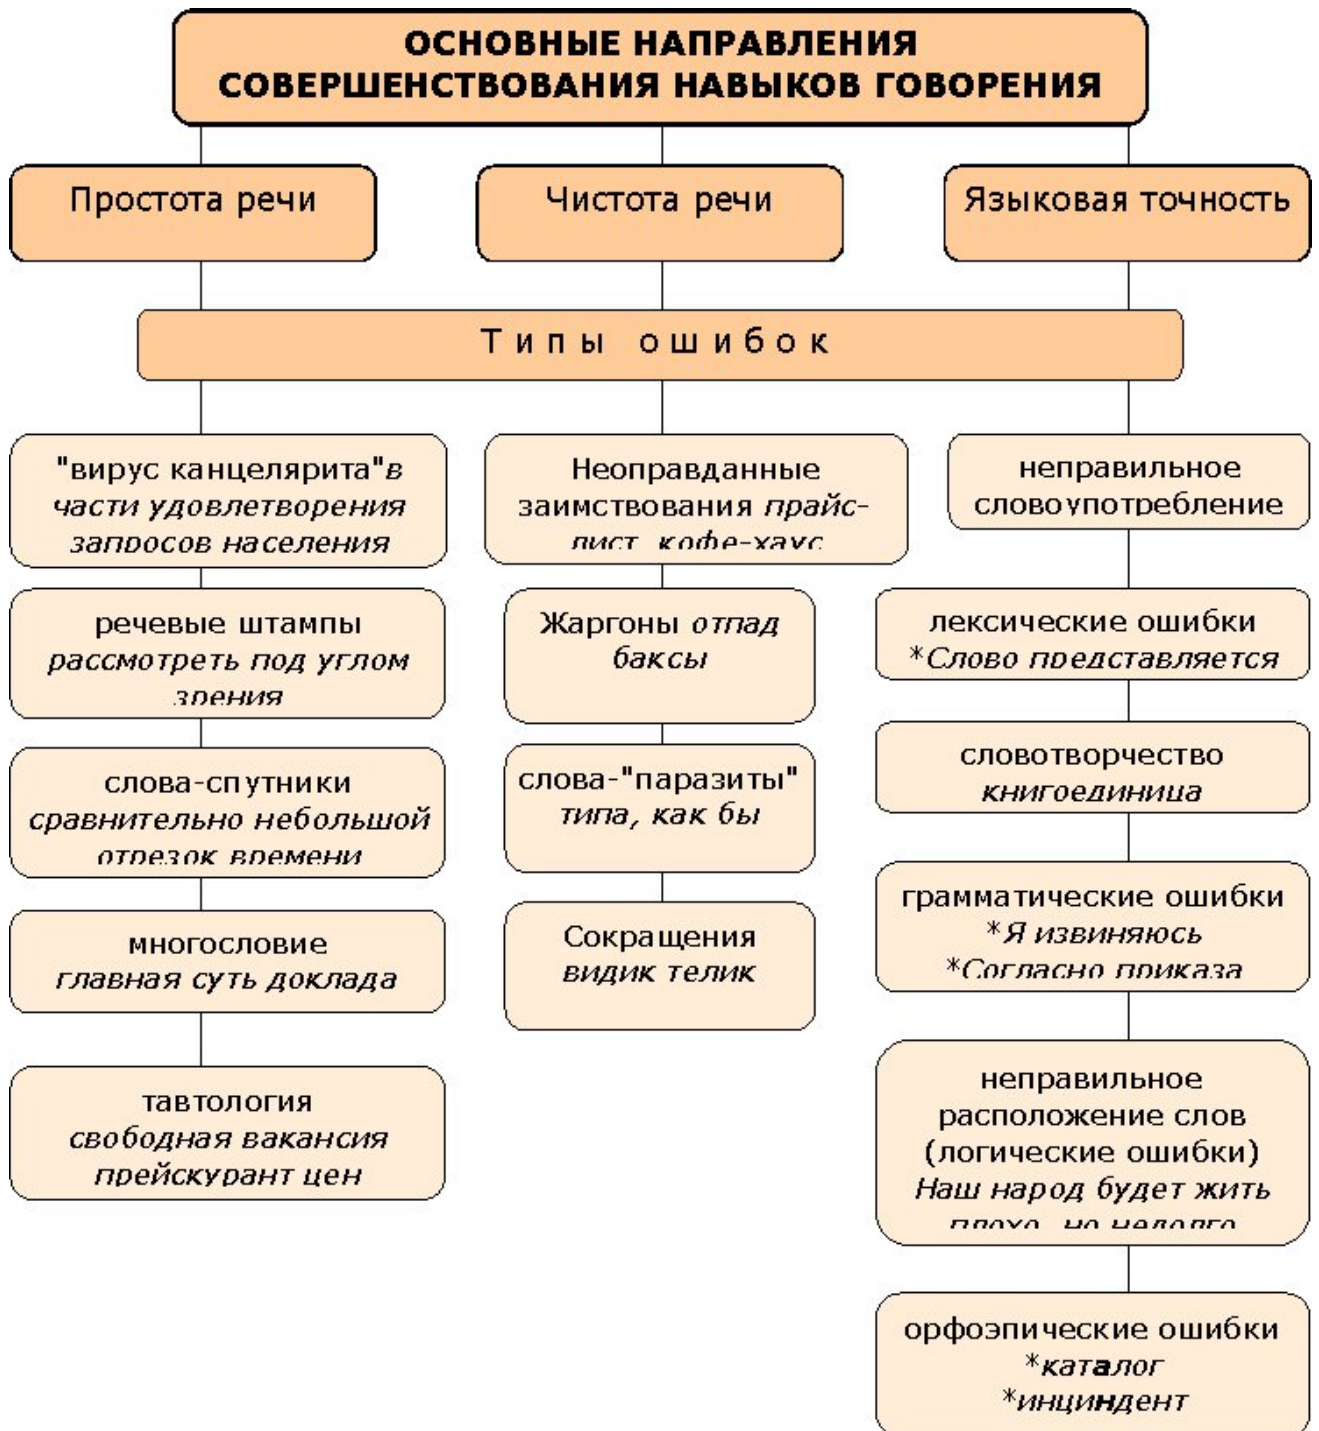 ОСНОВНЫЕ НАПРАВЛЕНИЯ
СОВЕРШЕНСТВОВАНИЯ НАВЫКОВ ГОВОРЕНИЯ
Простота речи
Чистота речи
Языковая точность
Типы ошибок
"вирус канцелярита"в
части удовлетворения
запросов населения
речевые штампы
рассмотреть под углом
зрения
слова-спутники
сравнительно небольшой
отрезок времени
многословие
главная суть доклада
тавтология
свободная вакансия
прейскурант цен
Неоправданные
заимствования прайс-
лист, кофе-хаус
Жаргоны отпад
баксы
слова-"паразиты"
типа, как бы
Сокращения
видик телик
неправильное
словоупотребление
лексические ошибки
*Слово представляется
словотворчество
книгоединица
грамматические ошибки
*Я извиняюсь
*Согласно приказа
неправильное
расположение слов
(логические ошибки)
Наш народ будет жить
плохо, но недолго
орфоэпические ошибки
*каталог
*инциндент